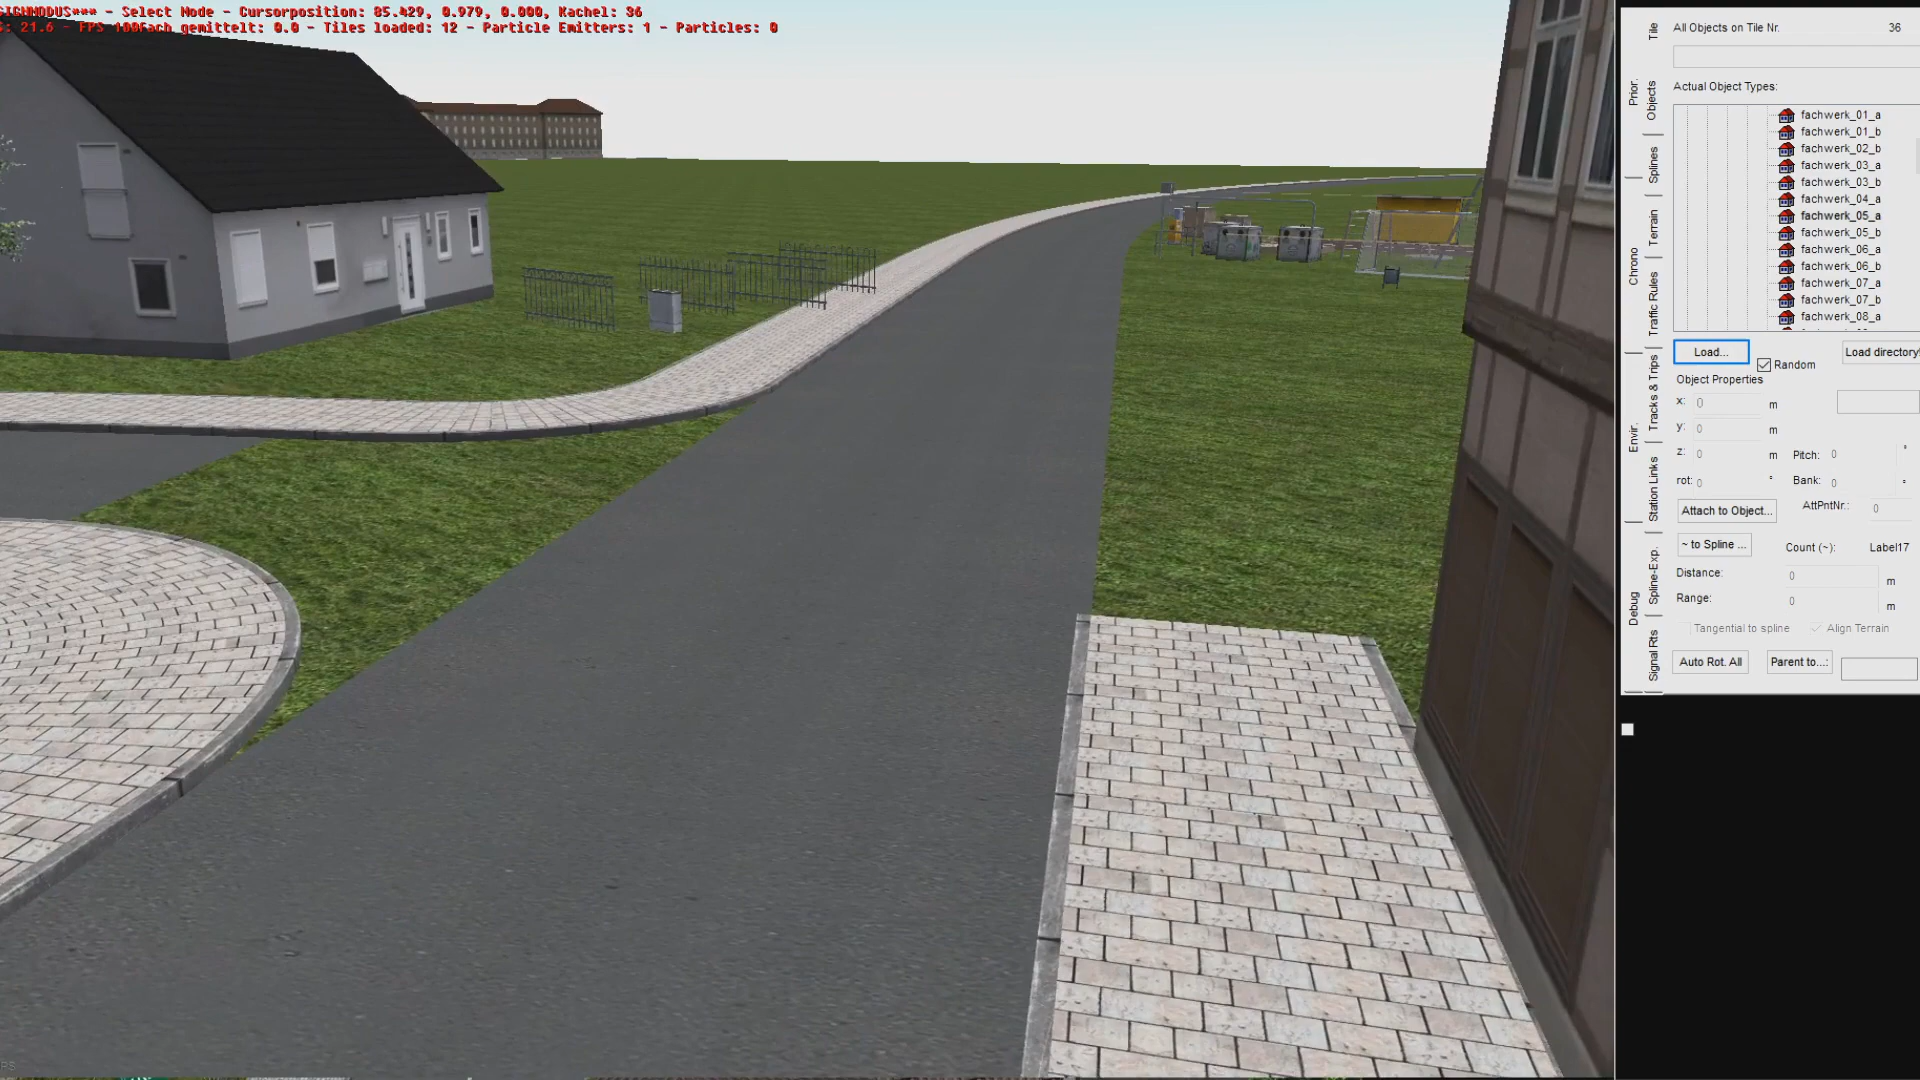 SIGNMODUS*** - Select Mode - Cursorposition: 85.429, 0.979, 0.000, Kachel: 36
: 21.6 - FPS 100fach gemittelt: 0.0 - Tiles loaded: 12 - Particle Emitters: 1 - Particles: 0
Tile
Objects
Splines
Terrain
Traffic Rules
Tracks & Trips
Station Links
Spline-Exp.
Signal Rts
Prior.
Chrono
Envir.
Debug
All Objects on Tile Nr.
36
Actual Object Types:
fachwerk_01_a
fachwerk_01_b
fachwerk_02_b
fachwerk_03_a
fachwerk_03_b
fachwerk_04_a
fachwerk_05_a
fachwerk_05_b
fachwerk_06_a
fachwerk_06_b
fachwerk_07_a
fachwerk_07_b
fachwerk_08_a
Load...
Random
Load directory!
Object Properties
x: 0 m
y: 0 m
z: 0 m Pitch: 0 °
rot: 0 ° Bank: 0 °
Attach to Object... AttPntNr.: 0
~ to Spline ... Count (~): Label17
Distance: 0 m
Range: 0 m
Tangential to spline Align Terrain
Auto Rot. All Parent to...: